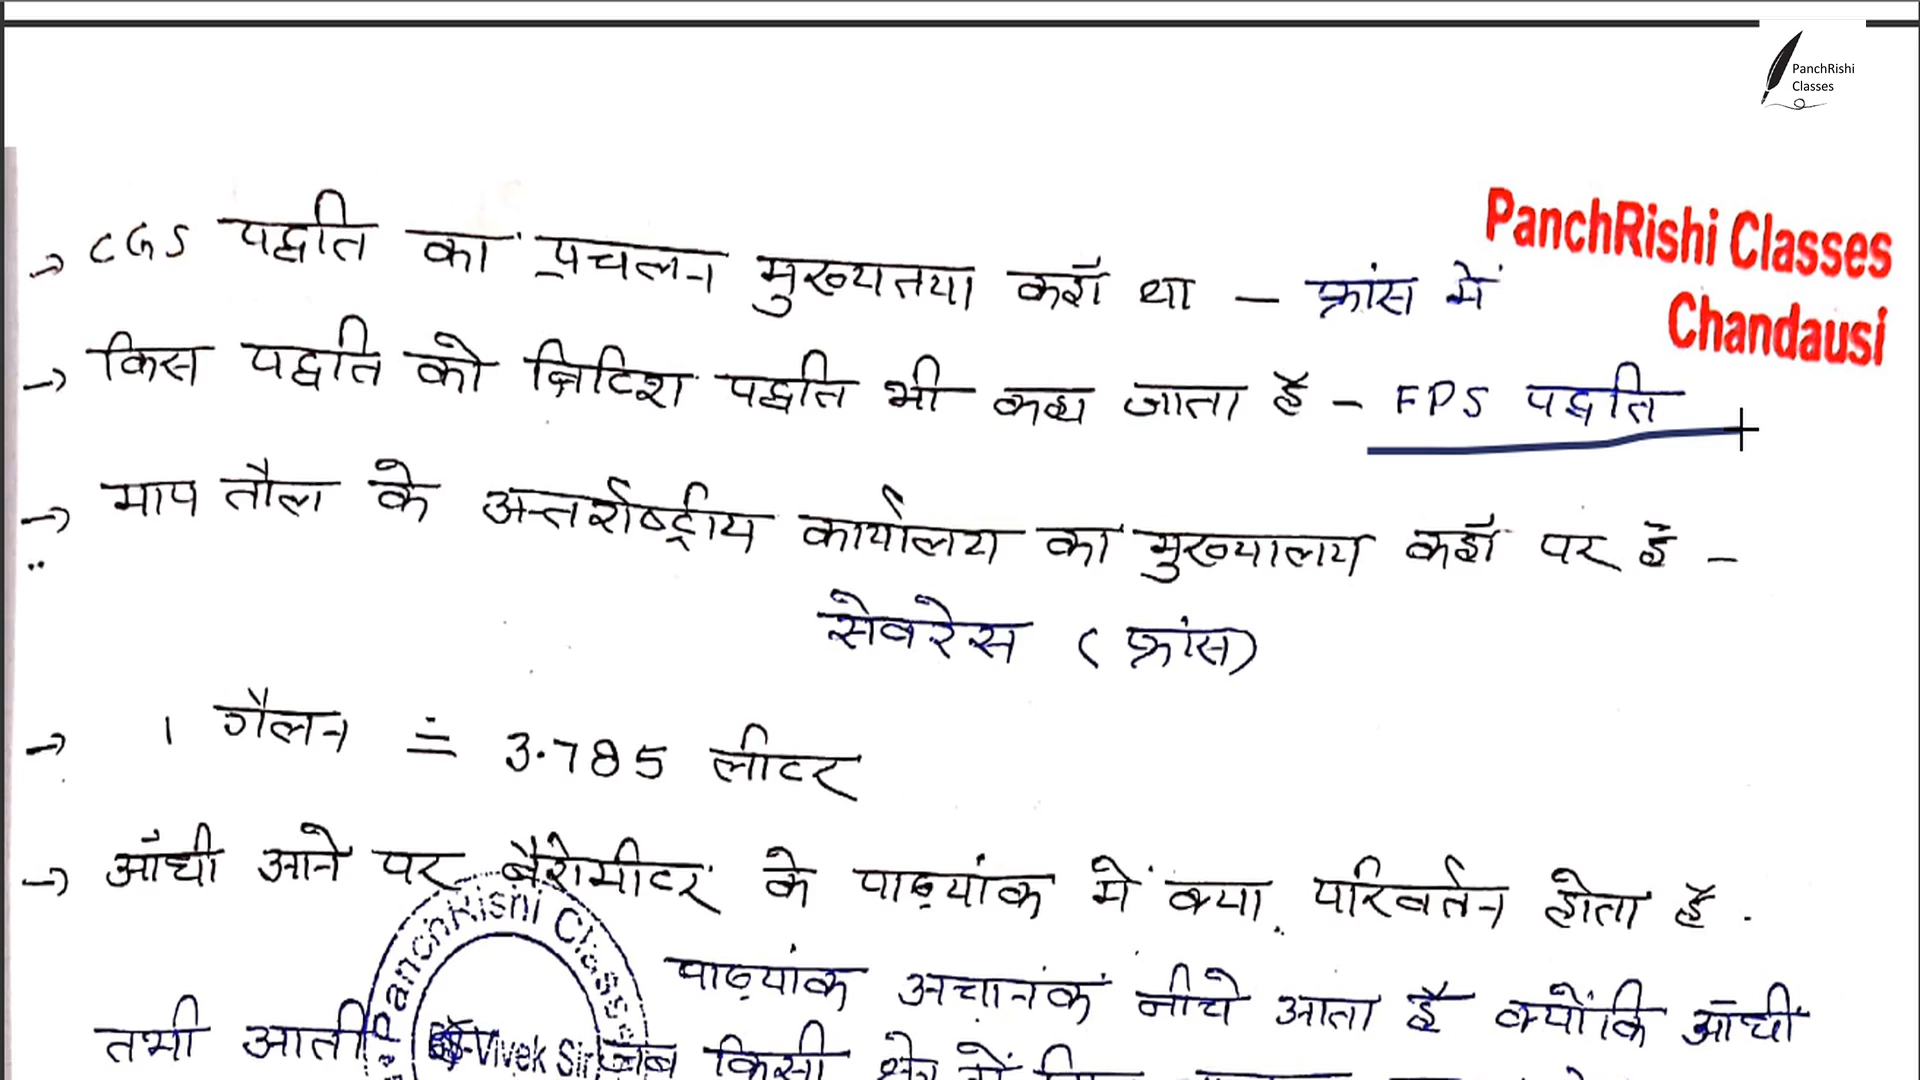 PanchRishi
Classes
PanchRishi Classes
Chandausi
→ CGS पद्धति का प्रचलन मुख्यतया कहाँ था – फ्रांस में
→ किस पद्धति को ब्रिटिश पद्धति भी कहा जाता है – FPS पद्धति
→ माप तौल के अन्तर्राष्ट्रीय कार्यालय का मुख्यालय कहाँ पर है –
सेवरेस (फ्रांस)
→ 1 गैलन = 3.785 लीटर
→ आँधी आने पर बैरोमीटर के पाठ्यांक में क्या परिवर्तन होता है .
पाठ्यांक अचानक नीचे आता है क्योंकि आँधी
तभी आती है जब किसी क्षेत्र में
PanchRishi Classes
Vivek Sir